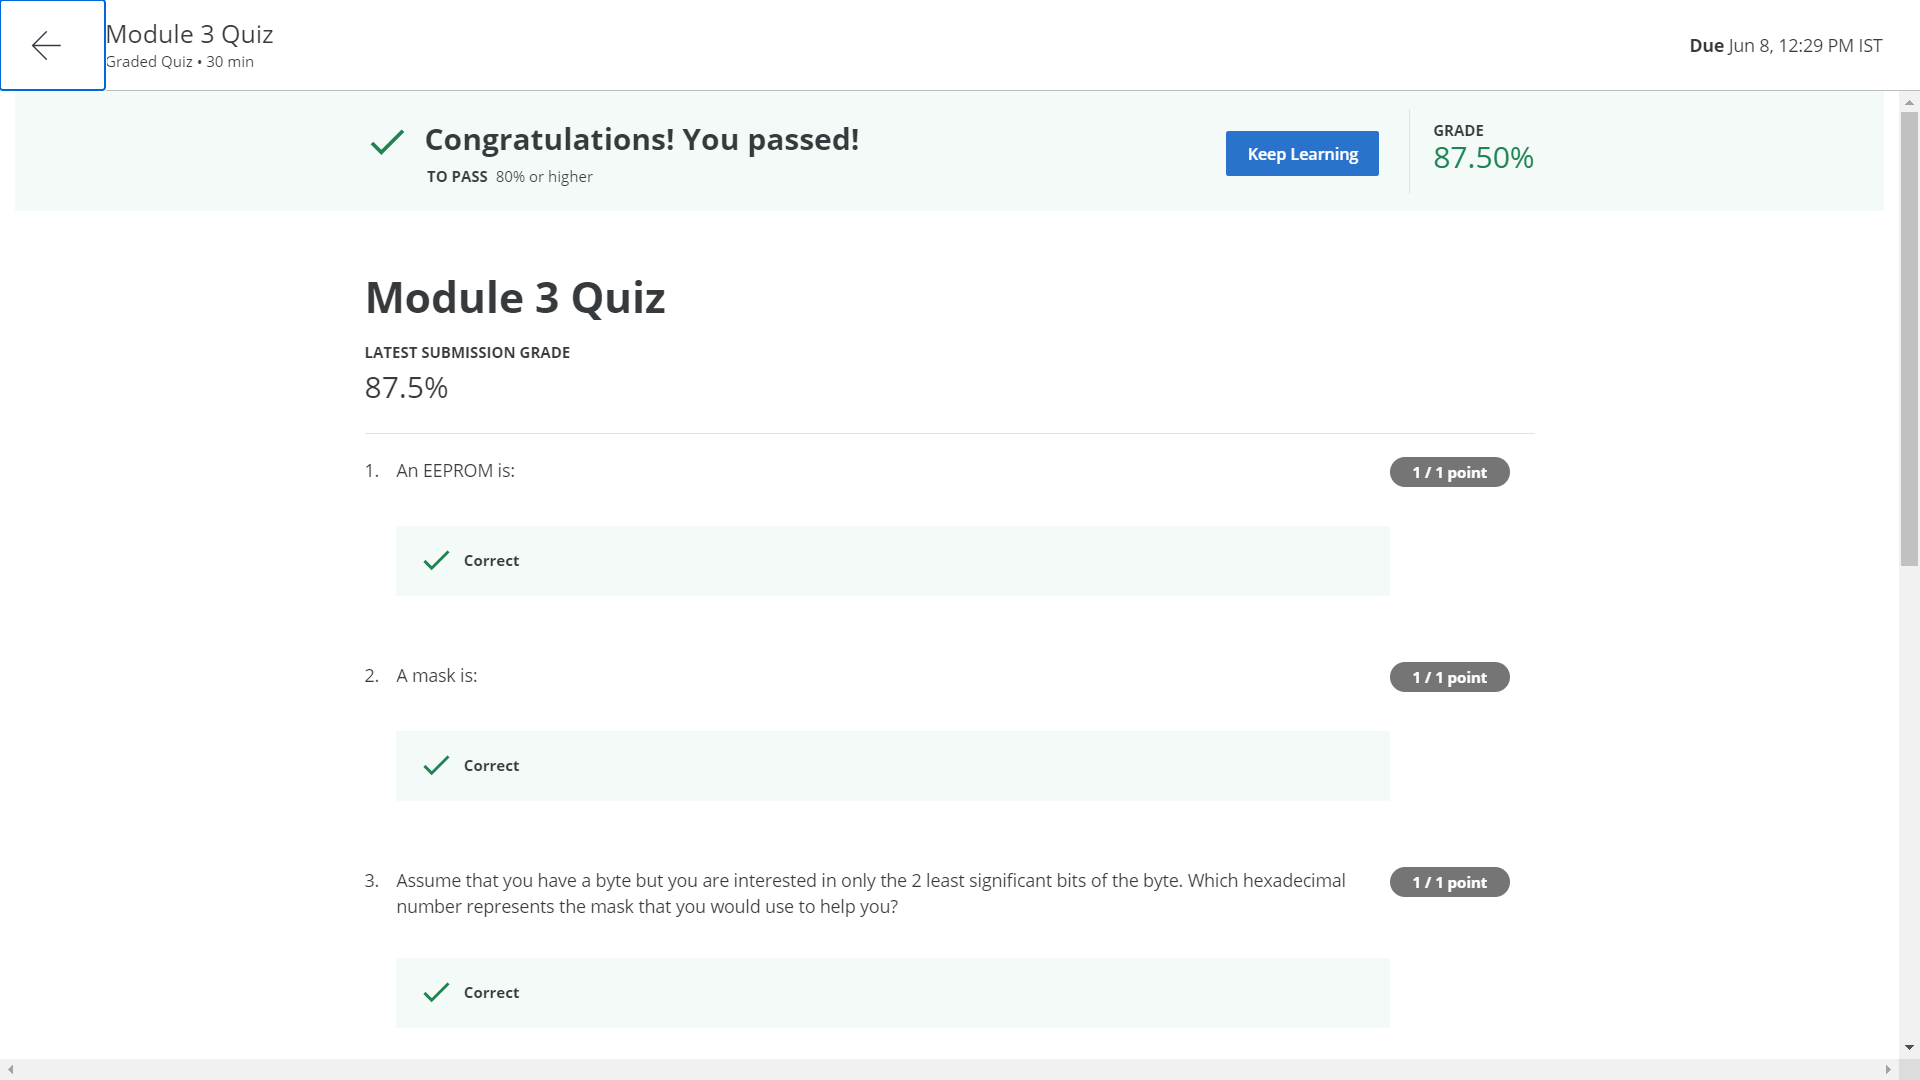 Module 3 Quiz
Graded Quiz • 30 min
Due Jun 8, 12:29 PM IST
Congratulations! You passed!
TO PASS 80% or higher
Keep Learning
GRADE
87.50%
Module 3 Quiz
LATEST SUBMISSION GRADE
87.5%
1. An EEPROM is:
1 / 1 point
Correct
2. A mask is:
1 / 1 point
Correct
3. Assume that you have a byte but you are interested in only the 2 least significant bits of the byte. Which hexadecimal
number represents the mask that you would use to help you?
1 / 1 point
Correct